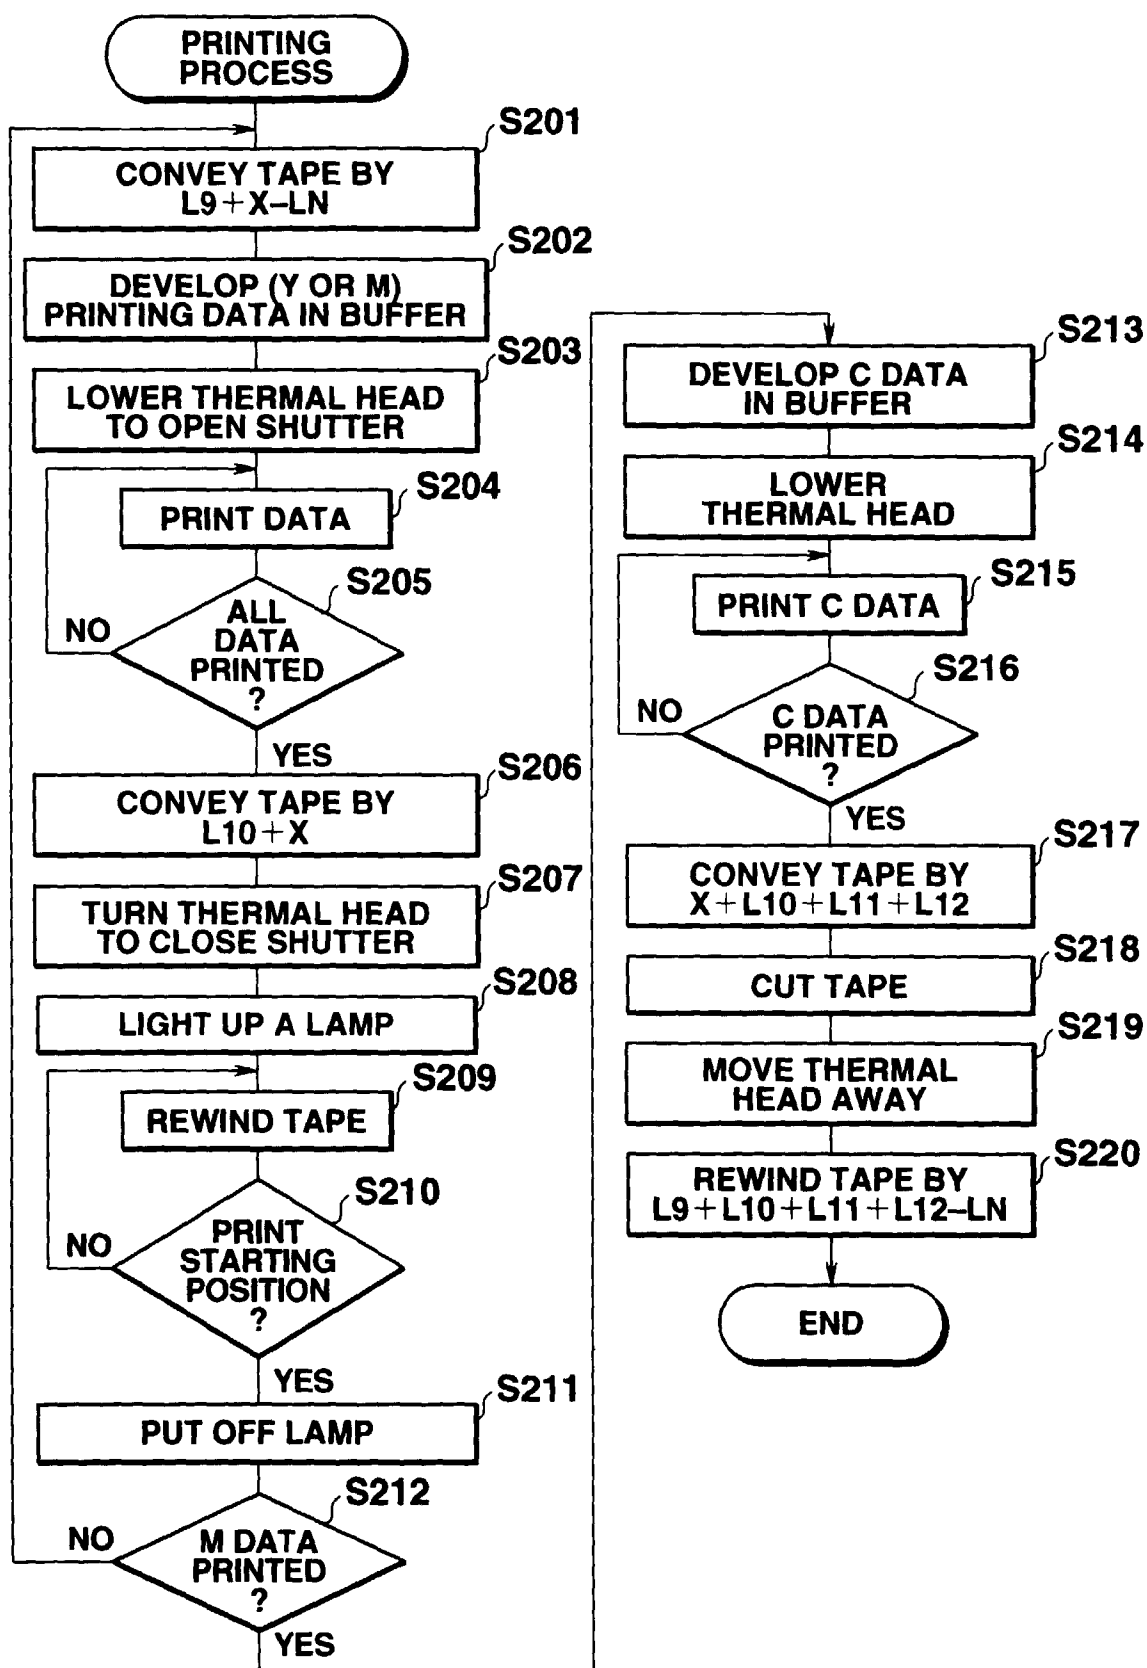 PRINTING
PROCESS
S201
CONVEY TAPE BY
L9+X–LN
S202
DEVELOP (Y OR M)
PRINTING DATA IN BUFFER
S203
LOWER THERMAL HEAD
TO OPEN SHUTTER
S204
PRINT DATA
S205
ALL
DATA
PRINTED
?
NO
YES
S206
CONVEY TAPE BY
L10+X
S207
TURN THERMAL HEAD
TO CLOSE SHUTTER
S208
LIGHT UP A LAMP
S209
REWIND TAPE
S210
PRINT
STARTING
POSITION
?
NO
YES
S211
PUT OFF LAMP
S212
M DATA
PRINTED
?
NO
YES
S213
DEVELOP C DATA
IN BUFFER
S214
LOWER
THERMAL HEAD
S215
PRINT C DATA
S216
C DATA
PRINTED
?
NO
YES
S217
CONVEY TAPE BY
X+L10+L11+L12
S218
CUT TAPE
S219
MOVE THERMAL
HEAD AWAY
S220
REWIND TAPE BY
L9+L10+L11+L12–LN
END